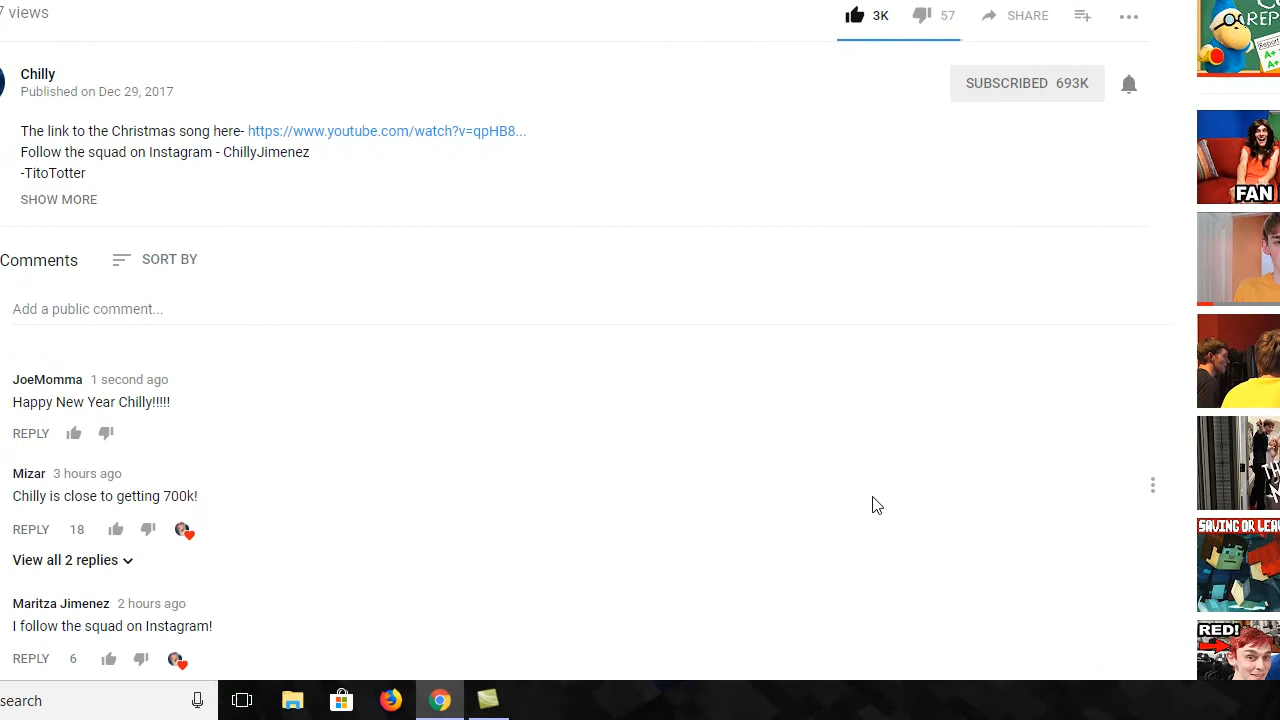 7 views
3K
57
SHARE
Chilly
Published on Dec 29, 2017
SUBSCRIBED 693K
The link to the Christmas song here- https://www.youtube.com/watch?v=qpHB8...
Follow the squad on Instagram - ChillyJimenez
-TitoTotter
SHOW MORE
Comments
SORT BY
Add a public comment...
JoeMomma 1 second ago
Happy New Year Chilly!!!!!
REPLY
Mizar 3 hours ago
Chilly is close to getting 700k!
REPLY 18
View all 2 replies
Maritza Jimenez 2 hours ago
I follow the squad on Instagram!
REPLY 6
FAN
SAVING OR LEA
RED!
search